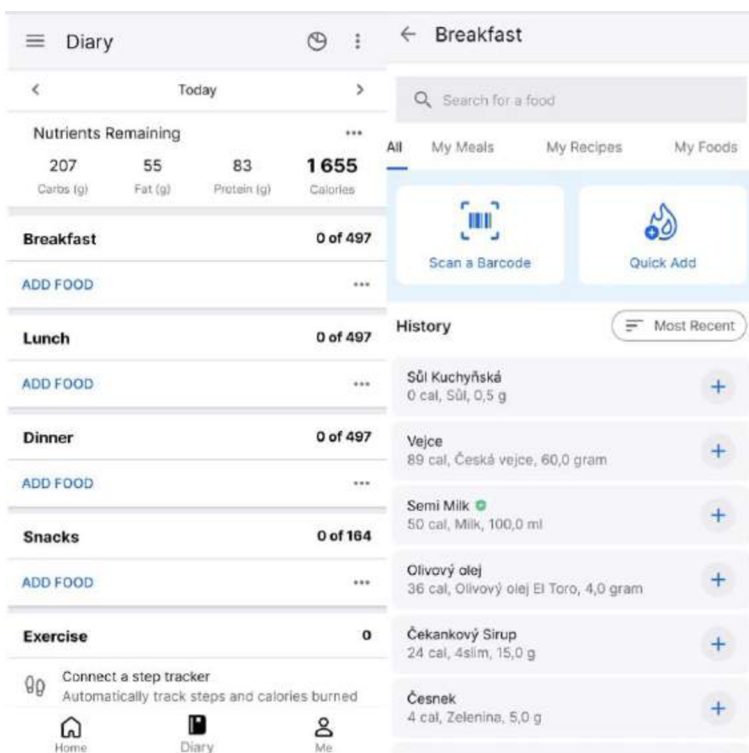 Diary
Today
Nutrients Remaining
207 55 83 1 655
Carbs (g) Fat (g) Protein (g) Calories
Breakfast 0 of 497
ADD FOOD
Lunch 0 of 497
ADD FOOD
Dinner 0 of 497
ADD FOOD
Snacks 0 of 164
ADD FOOD
Exercise 0
Connect a step tracker
Automatically track steps and calories burned
Home Diary Me
Breakfast
Search for a food
All My Meals My Recipes My Foods
Scan a Barcode Quick Add
History Most Recent
Sůl Kuchyňská
0 cal, Sůl, 0,5 g
Vejce
89 cal, Česká vejce, 60,0 gram
Semi Milk
50 cal, Milk, 100,0 ml
Olivový olej
36 cal, Olivový olej El Toro, 4,0 gram
Čekankový Sirup
24 cal, 4slim, 15,0 g
Česnek
4 cal, Zelenina, 5,0 g